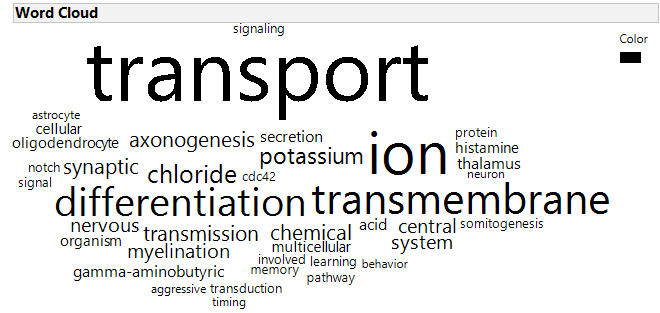 Word Cloud
signaling
Color
transport
astrocyte
cellular
oligodendrocyte axonogenesis secretion protein
potassium ion histamine
notch synaptic chloride cdc42 thalamus
signal neuron
differentiation transmembrane
nervous transmission chemical acid central somitogenesis
organism myelination multicellular system
gamma-aminobutyric involved learning behavior
memory pathway
aggressive transduction
timing